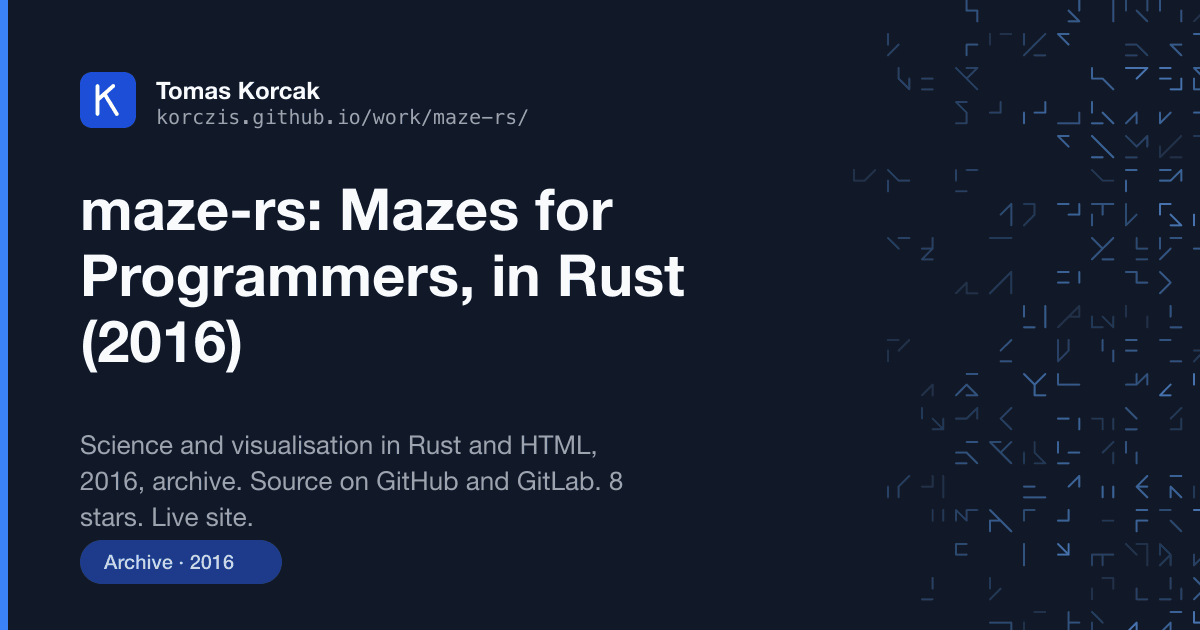 K
Tomas Korcak
korczis.github.io/work/maze-rs/
maze-rs: Mazes for
Programmers, in Rust
(2016)
Science and visualisation in Rust and HTML,
2016, archive. Source on GitHub and GitLab. 8
stars. Live site.
Archive · 2016